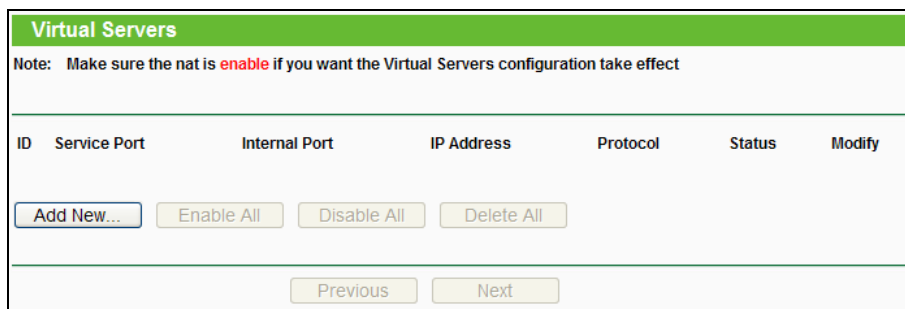 Virtual Servers
Note: Make sure the nat is enable if you want the Virtual Servers configuration take effect
ID Service Port Internal Port IP Address Protocol Status Modify
Add New... Enable All Disable All Delete All
Previous Next